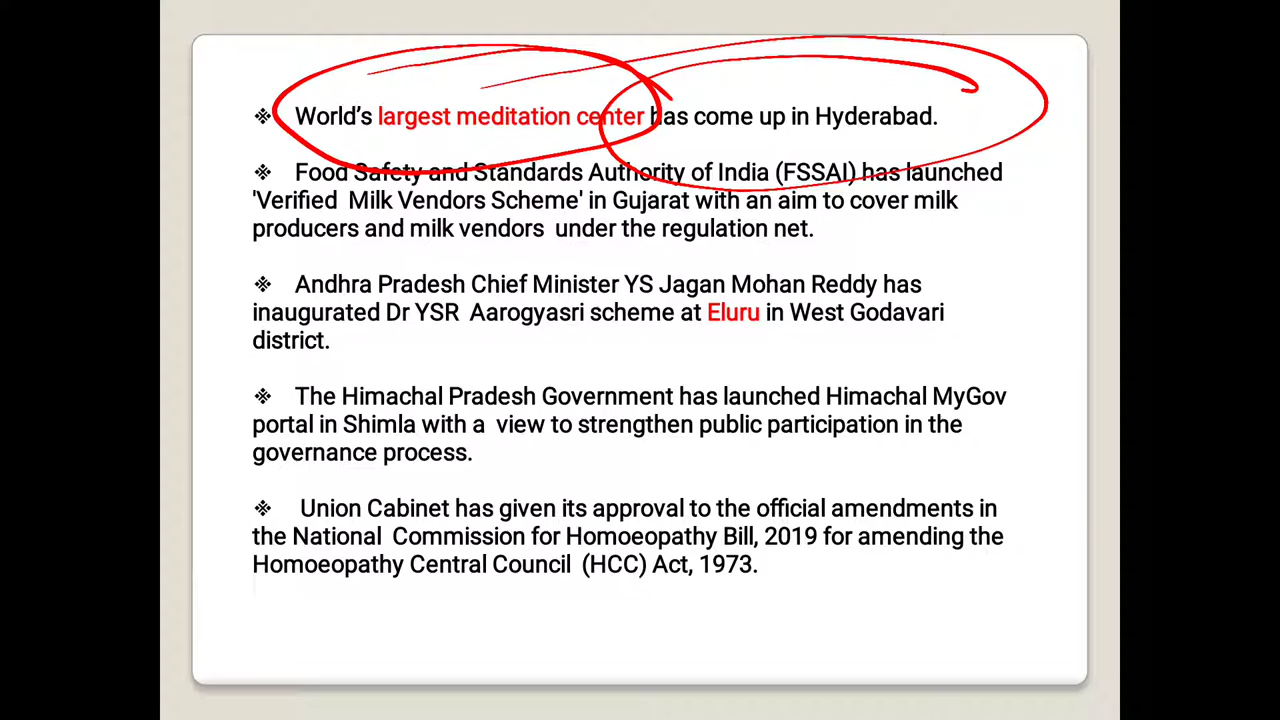 ❖ World's largest meditation center has come up in Hyderabad.
❖ Food Safety and Standards Authority of India (FSSAI) has launched
'Verified Milk Vendors Scheme' in Gujarat with an aim to cover milk
producers and milk vendors under the regulation net.
❖ Andhra Pradesh Chief Minister YS Jagan Mohan Reddy has
inaugurated Dr YSR Aarogyasri scheme at Eluru in West Godavari
district.
❖ The Himachal Pradesh Government has launched Himachal MyGov
portal in Shimla with a view to strengthen public participation in the
governance process.
❖ Union Cabinet has given its approval to the official amendments in
the National Commission for Homoeopathy Bill, 2019 for amending the
Homoeopathy Central Council (HCC) Act, 1973.